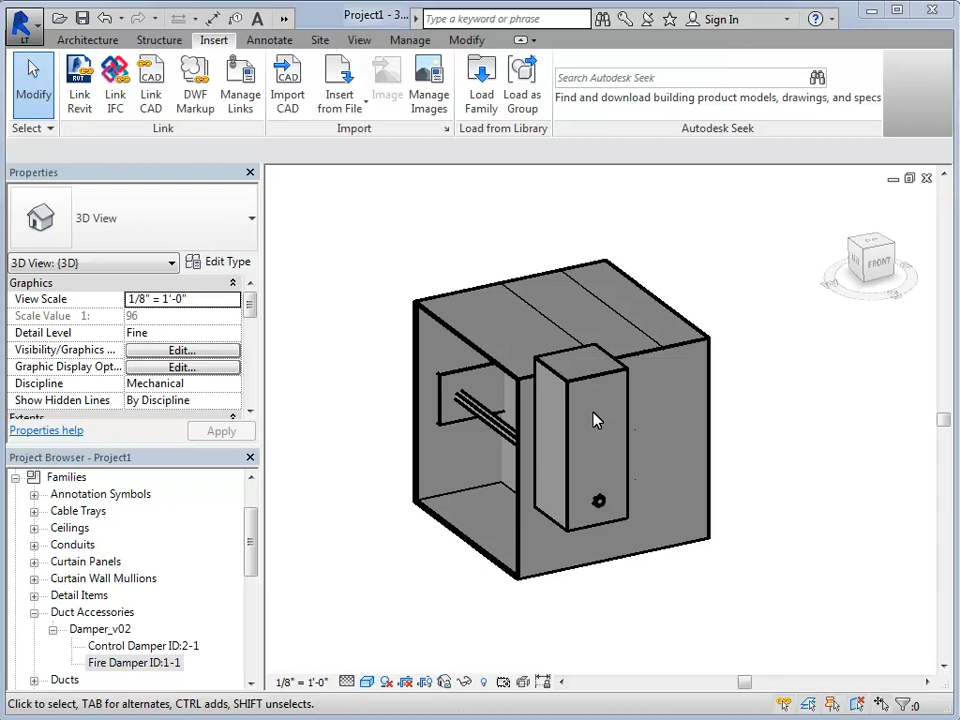 Project1 - 3...
Type a keyword or phrase
Sign In
LT
Architecture Structure Insert Annotate Site View Manage Modify
Modify
Link Revit
Link IFC
Link CAD
DWF Markup
Manage Links
Import CAD
Insert from File
Image
Manage Images
Load Family
Load as Group
Autodesk Seek
Find and download building product models, drawings, and specs
Select Link Import Load from Library Autodesk Seek
Properties
3D View
3D View: {3D} Edit Type
Graphics
View Scale 1/8" = 1'-0"
Scale Value 1: 96
Detail Level Fine
Visibility/Graphics ... Edit...
Graphic Display Opt... Edit...
Discipline Mechanical
Show Hidden Lines By Discipline
Extents
Properties help Apply
Project Browser - Project1
Families
Annotation Symbols
Cable Trays
Ceilings
Conduits
Curtain Panels
Curtain Wall Mullions
Detail Items
Duct Accessories
Damper_v02
Control Damper ID:2-1
Fire Damper ID:1-1
Ducts
FRONT
1/8" = 1'-0"
Click to select, TAB for alternates, CTRL adds, SHIFT unselects.
:0